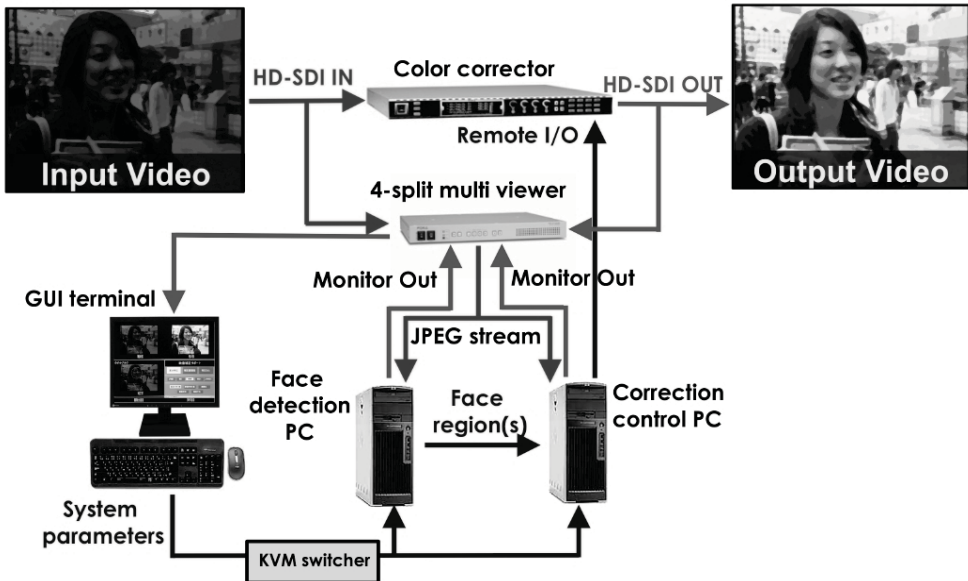 HD-SDI IN
Color corrector
HD-SDI OUT
Remote I/O
Input Video
Output Video
4-split multi viewer
Monitor Out
Monitor Out
GUI terminal
JPEG stream
Face
detection
PC
Face
region(s)
Correction
control PC
System
parameters
KVM switcher